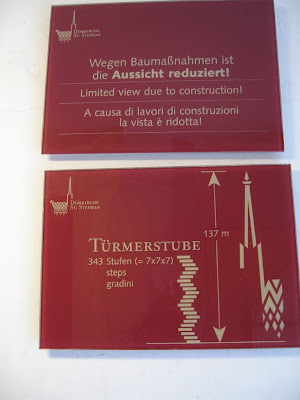 DOMKIRCHE
ST. STEPHAN
Wegen Baumaßnahmen ist
die Aussicht reduziert!
Limited view due to construction!
A causa di lavori di construzioni
la vista è ridotta!
DOMKIRCHE
ST. STEPHAN
TÜRMERSTUBE
343 Stufen (= 7x7x7)
steps
gradini
137 m